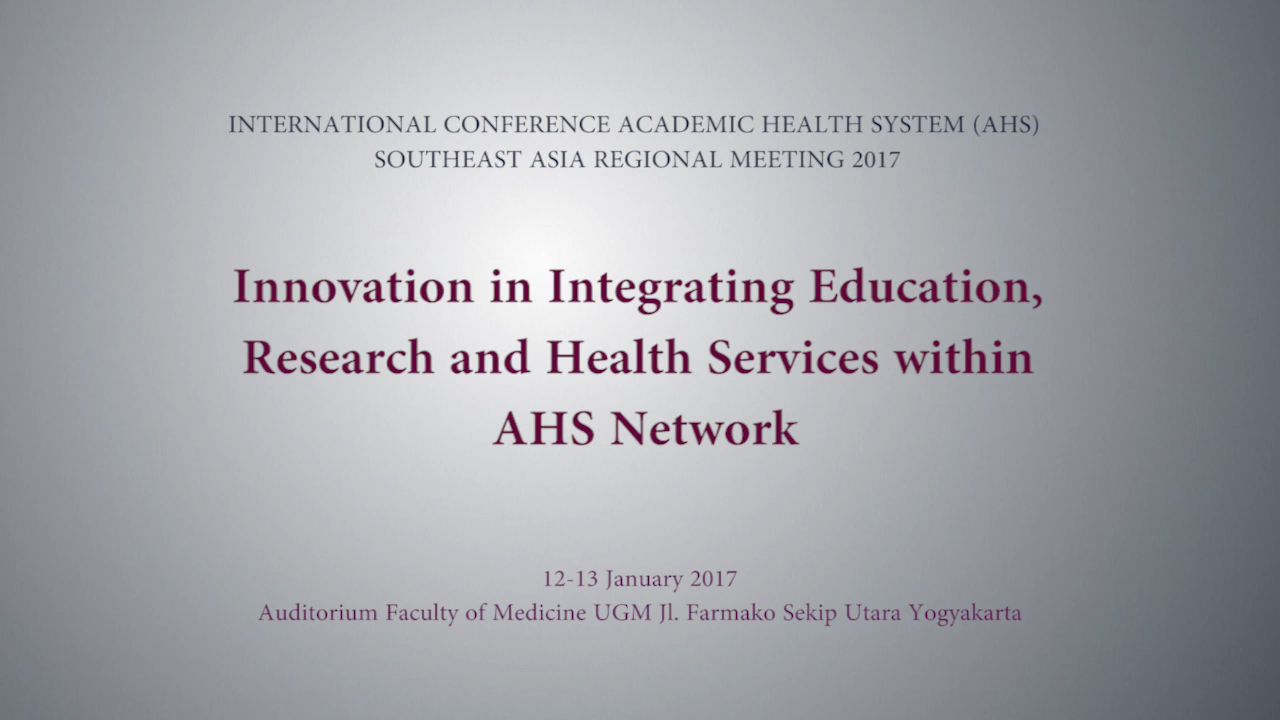 INTERNATIONAL CONFERENCE ACADEMIC HEALTH SYSTEM (AHS)
SOUTHEAST ASIA REGIONAL MEETING 2017
Innovation in Integrating Education,
Research and Health Services within
AHS Network
12-13 January 2017
Auditorium Faculty of Medicine UGM Jl. Farmako Sekip Utara Yogyakarta